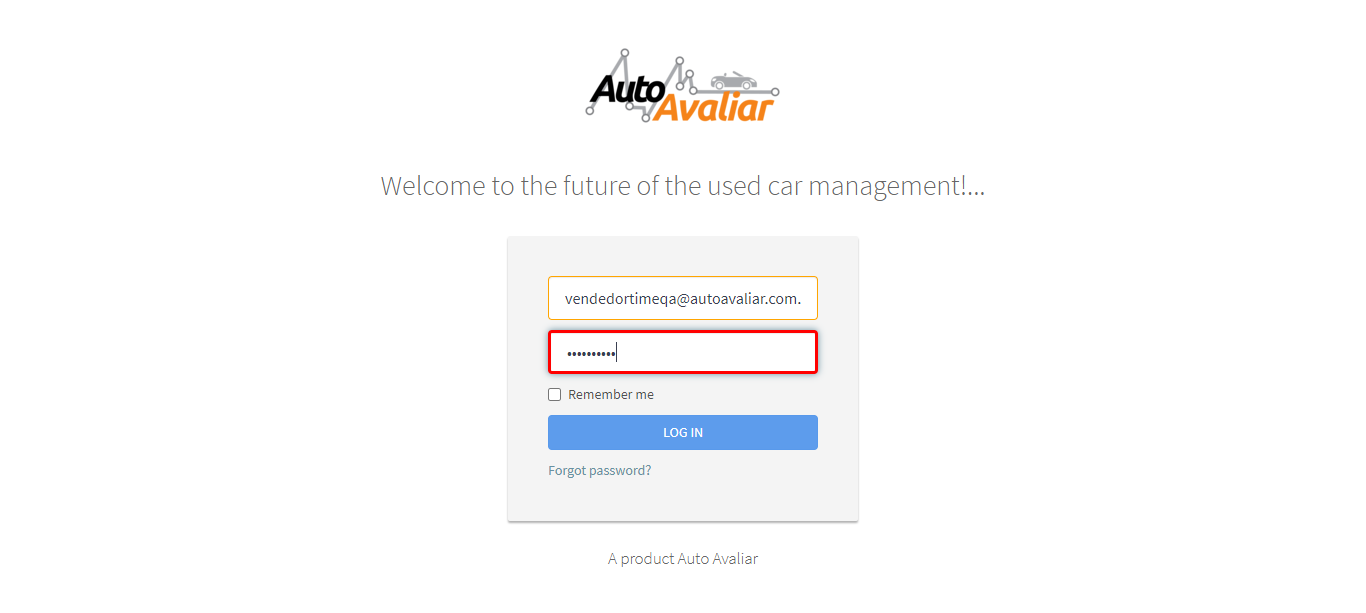 Auto
Avaliar
Welcome to the future of the used car management!...
vendedortimeqa@autoavaliar.com.
••••••••••
Remember me
LOG IN
Forgot password?
A product Auto Avaliar